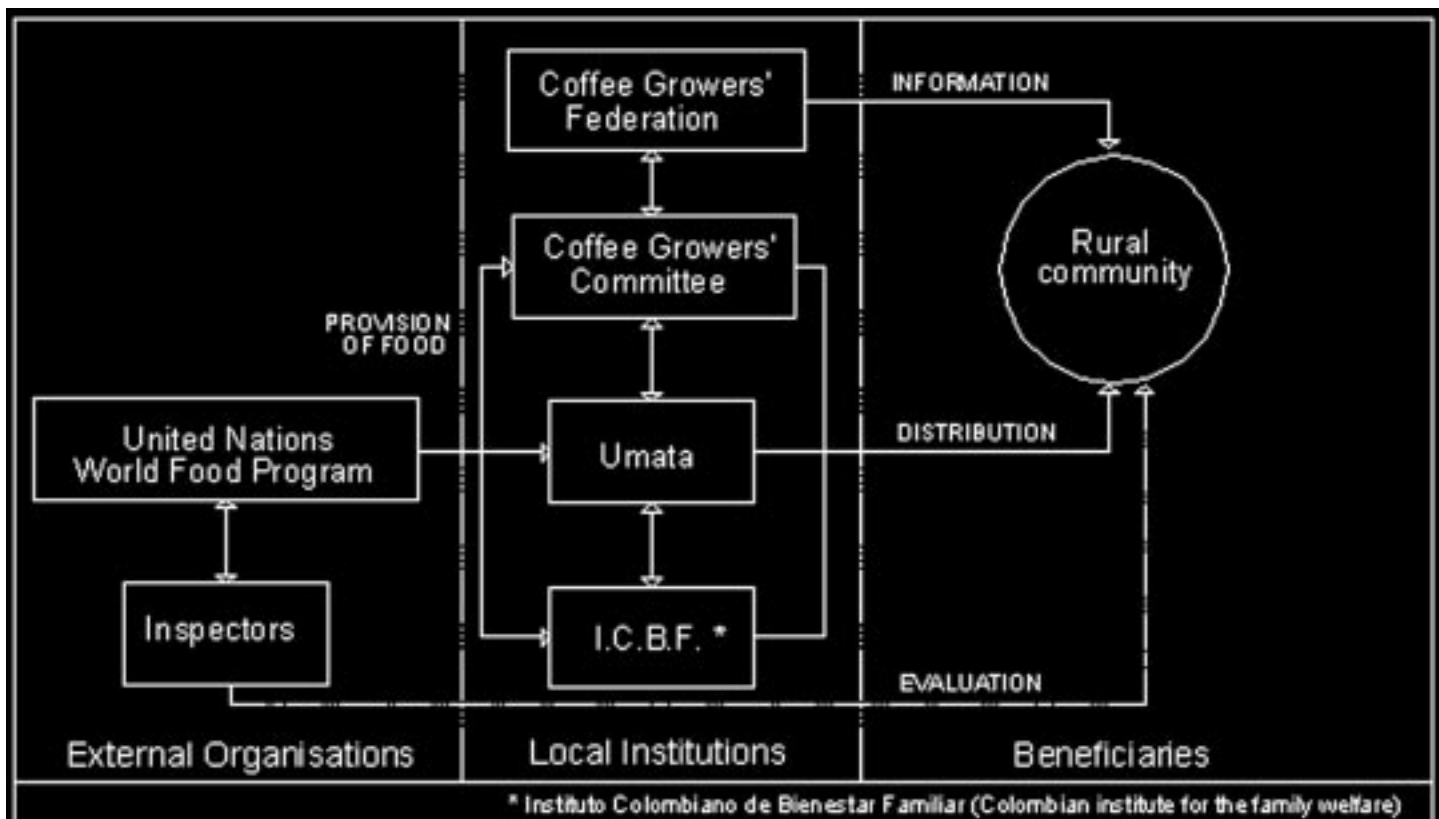 Coffee Growers'
Federation
INFORMATION
Coffee Growers'
Committee
Rural
community
PROVISION
OF FOOD
United Nations
World Food Program
Umata
DISTRIBUTION
Inspectors
I.C.B.F. *
EVALUATION
External Organisations
Local Institutions
Beneficiaries
* Instituto Colombiano de Bienestar Familiar (Colombian institute for the family welfare)